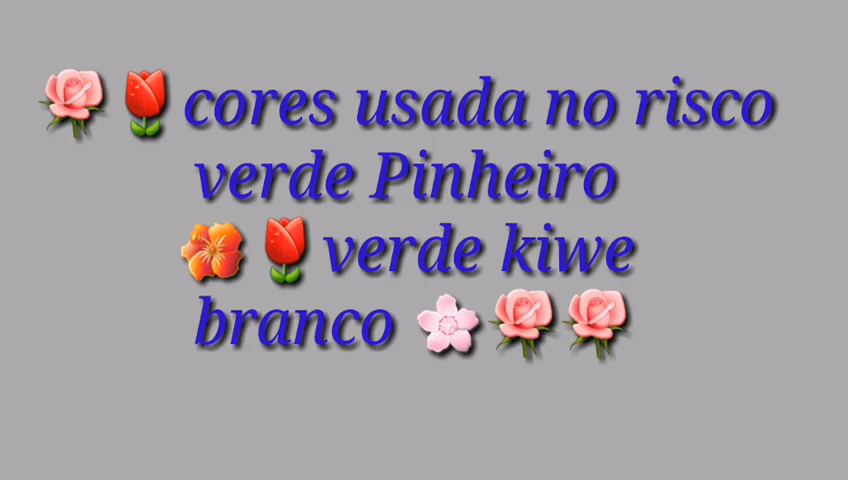 🌹🌷cores usada no risco
verde Pinheiro
🌺🌷verde kiwe
branco 🌸🌹🌹